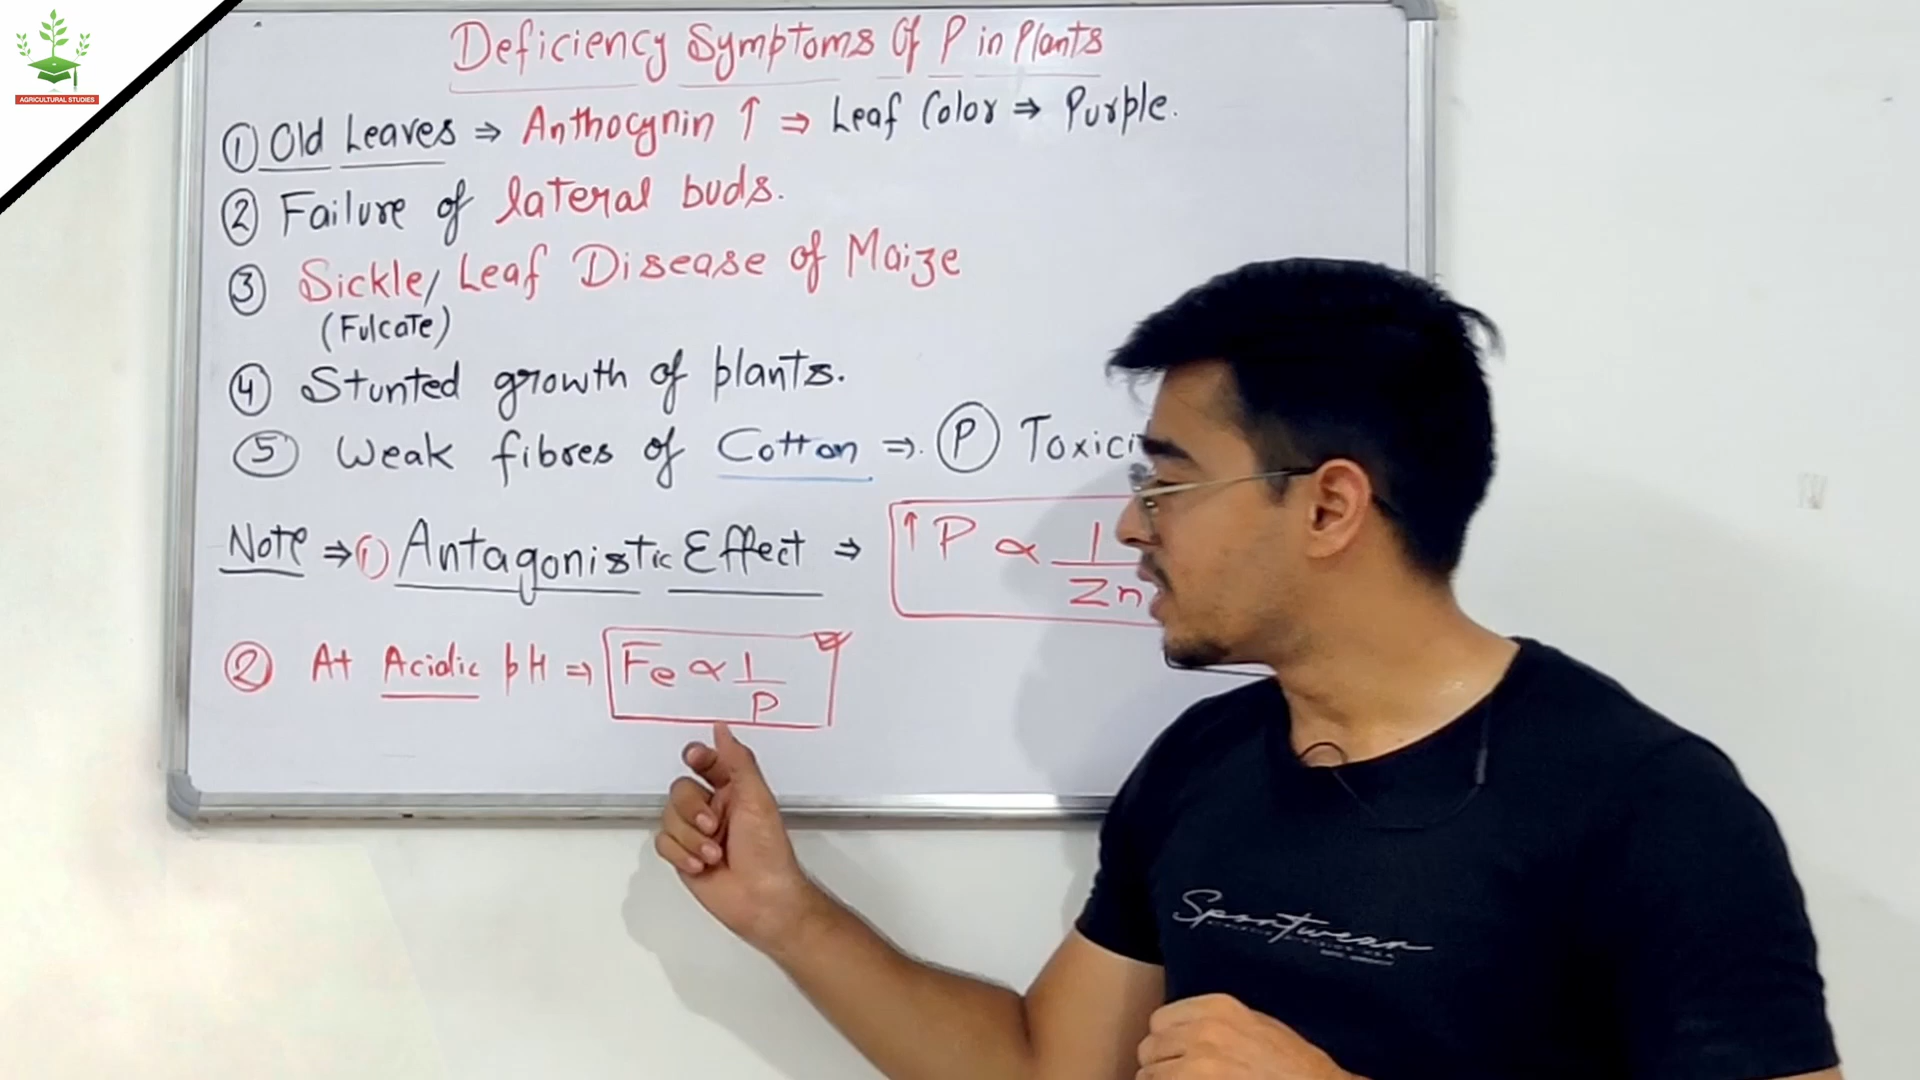 AGRICULTURAL STUDIES
Deficiency Symptoms Of P in Plants
① Old Leaves ⇒ Anthocynin ↑ ⇒ Leaf Color ⇒ Purple.
② Failure of lateral buds.
③ Sickle/ Leaf Disease of Maize
(Fulcate)
④ Stunted growth of plants.
⑤ Weak fibres of Cotton ⇒ Ⓟ Toxici
Note ⇒ ① Antagonistic Effect ⇒ ↑ P ∝ 1/Zn
② At Acidic pH ⇒ Fe ∝ 1/P
Sportwear